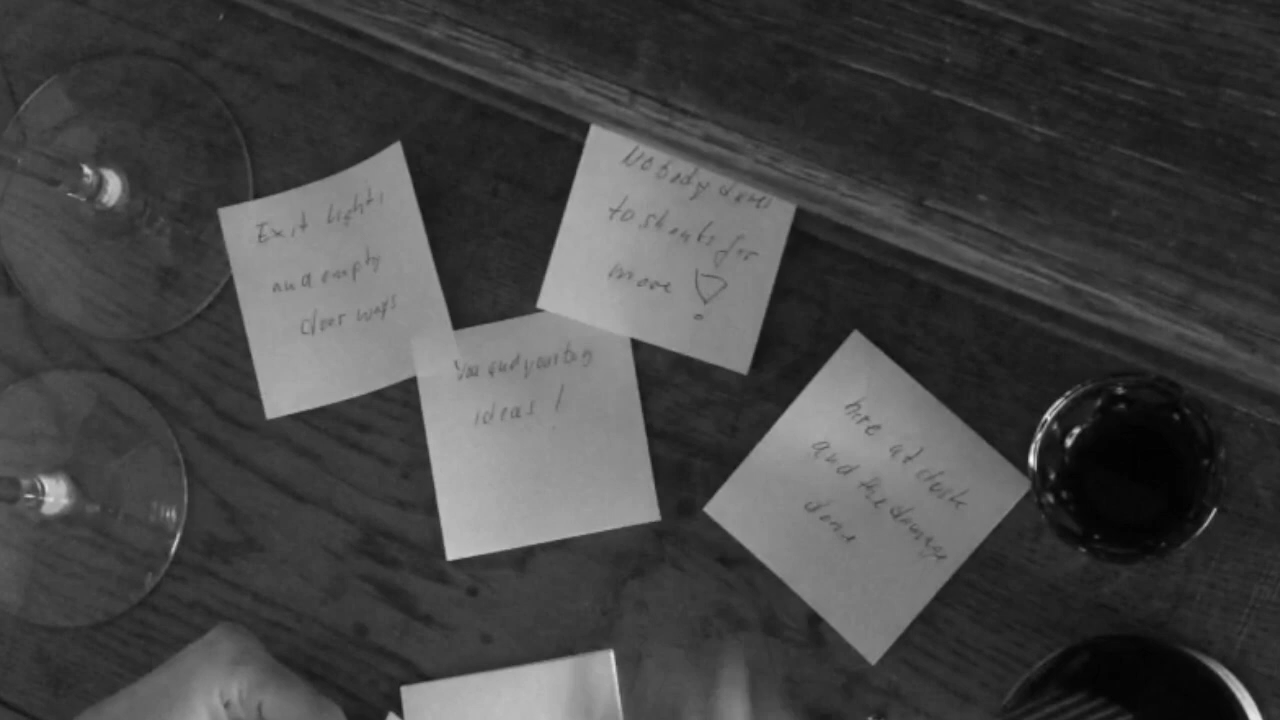 Exit Lights
and empty
door ways
Nobody dares
to shouts for
more !
You and your big
ideas !
here at dusk
and the damage
done